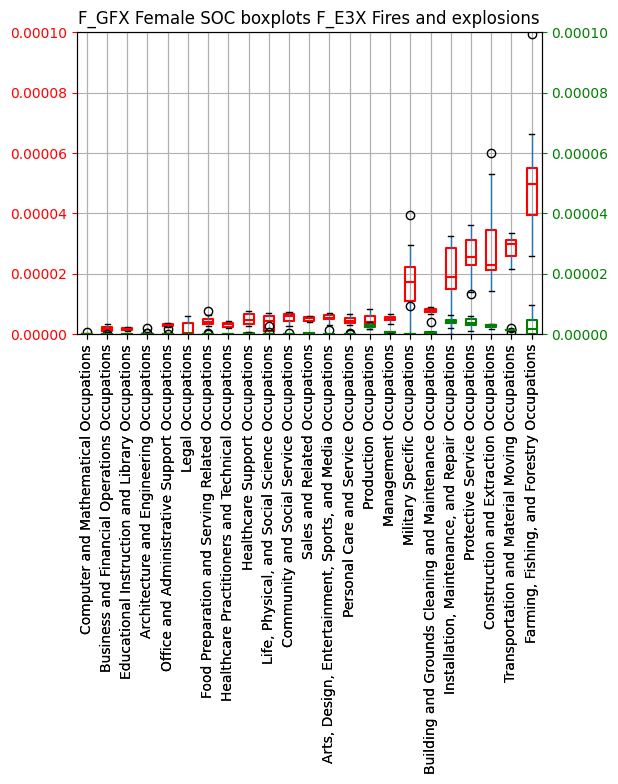 F_GFX Female SOC boxplots F_E3X Fires and explosions
0.00010
0.00008
0.00006
0.00004
0.00002
0.00000
0.00010
0.00008
0.00006
0.00004
0.00002
0.00000
Computer and Mathematical Occupations
Business and Financial Operations Occupations
Educational Instruction and Library Occupations
Architecture and Engineering Occupations
Office and Administrative Support Occupations
Legal Occupations
Food Preparation and Serving Related Occupations
Healthcare Practitioners and Technical Occupations
Healthcare Support Occupations
Life, Physical, and Social Science Occupations
Community and Social Service Occupations
Sales and Related Occupations
Arts, Design, Entertainment, Sports, and Media Occupations
Personal Care and Service Occupations
Production Occupations
Management Occupations
Military Specific Occupations
Building and Grounds Cleaning and Maintenance Occupations
Installation, Maintenance, and Repair Occupations
Protective Service Occupations
Construction and Extraction Occupations
Transportation and Material Moving Occupations
Farming, Fishing, and Forestry Occupations